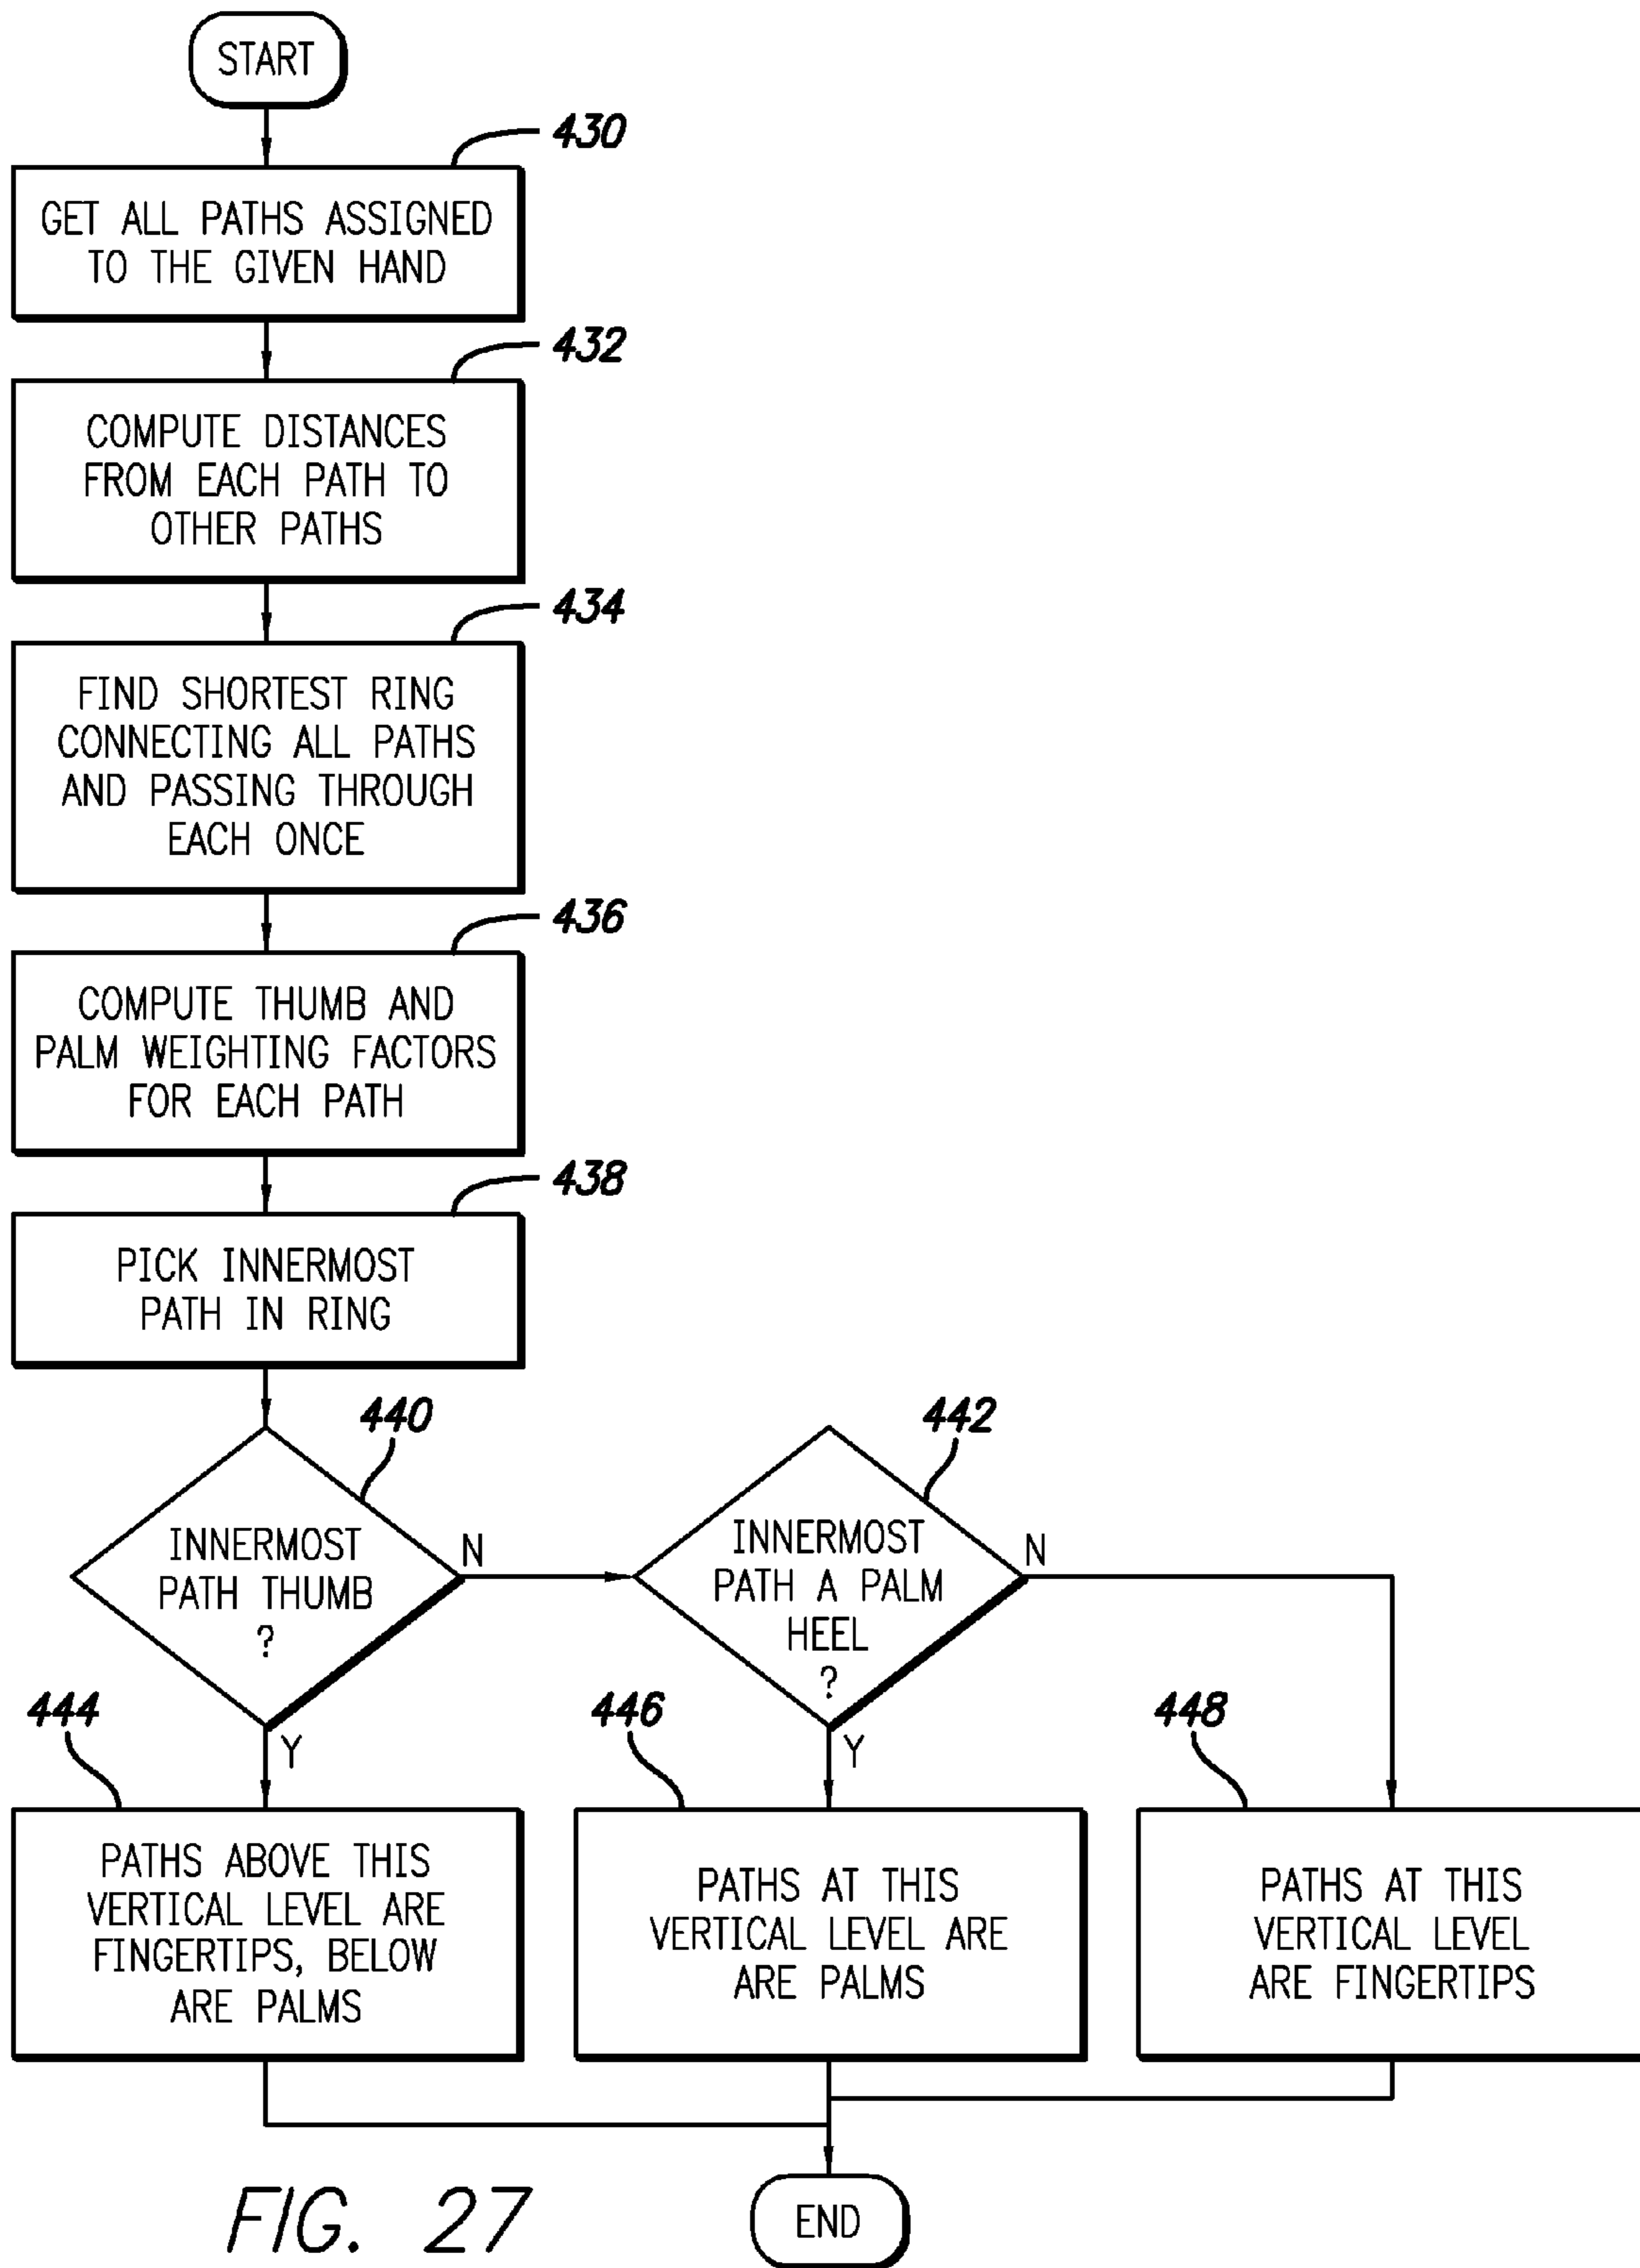 START
430
GET ALL PATHS ASSIGNED
TO THE GIVEN HAND
432
COMPUTE DISTANCES
FROM EACH PATH TO
OTHER PATHS
434
FIND SHORTEST RING
CONNECTING ALL PATHS
AND PASSING THROUGH
EACH ONCE
436
COMPUTE THUMB AND
PALM WEIGHTING FACTORS
FOR EACH PATH
438
PICK INNERMOST
PATH IN RING
440
INNERMOST
PATH THUMB
?
N
Y
442
INNERMOST
PATH A PALM
HEEL
?
N
Y
444
PATHS ABOVE THIS
VERTICAL LEVEL ARE
FINGERTIPS, BELOW
ARE PALMS
446
PATHS AT THIS
VERTICAL LEVEL ARE
ARE PALMS
448
PATHS AT THIS
VERTICAL LEVEL
ARE FINGERTIPS
END
FIG. 27